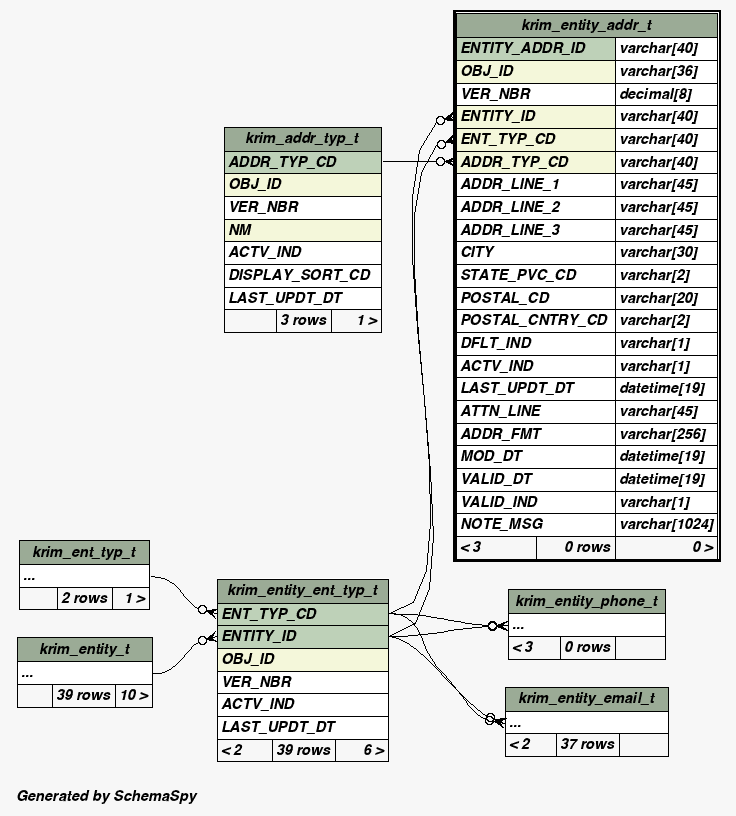 krim_entity_addr_t
ENTITY_ADDR_ID varchar[40]
OBJ_ID varchar[36]
VER_NBR decimal[8]
ENTITY_ID varchar[40]
ENT_TYP_CD varchar[40]
ADDR_TYP_CD varchar[40]
ADDR_LINE_1 varchar[45]
ADDR_LINE_2 varchar[45]
ADDR_LINE_3 varchar[45]
CITY varchar[30]
STATE_PVC_CD varchar[2]
POSTAL_CD varchar[20]
POSTAL_CNTRY_CD varchar[2]
DFLT_IND varchar[1]
ACTV_IND varchar[1]
LAST_UPDT_DT datetime[19]
ATTN_LINE varchar[45]
ADDR_FMT varchar[256]
MOD_DT datetime[19]
VALID_DT datetime[19]
VALID_IND varchar[1]
NOTE_MSG varchar[1024]
< 3 0 rows 0 >
krim_addr_typ_t
ADDR_TYP_CD
OBJ_ID
VER_NBR
NM
ACTV_IND
DISPLAY_SORT_CD
LAST_UPDT_DT
3 rows 1 >
krim_ent_typ_t
...
2 rows 1 >
krim_entity_t
...
39 rows 10 >
krim_entity_ent_typ_t
ENT_TYP_CD
ENTITY_ID
OBJ_ID
VER_NBR
ACTV_IND
LAST_UPDT_DT
< 2 39 rows 6 >
krim_entity_phone_t
...
< 3 0 rows
krim_entity_email_t
...
< 2 37 rows
Generated by SchemaSpy